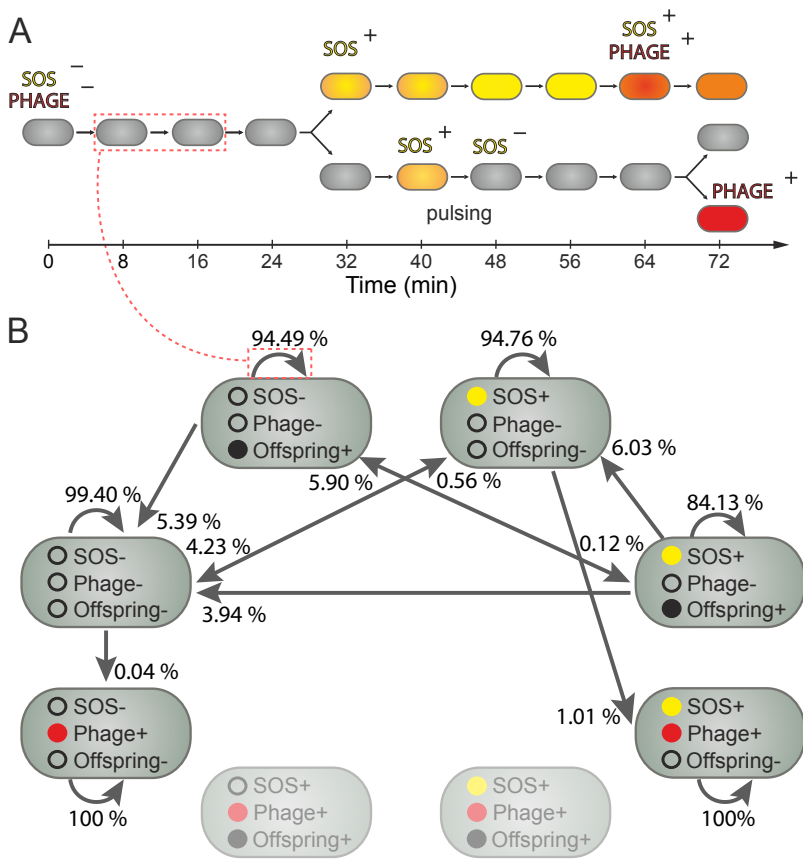 A
SOS −
PHAGE −
SOS +
SOS +
PHAGE +
SOS +
SOS −
PHAGE +
pulsing
0 8 16 24 32 40 48 56 64 72
Time (min)
B
94.49 %
94.76 %
SOS-
Phage-
Offspring+
SOS+
Phage-
Offspring-
5.90 %
0.56 %
6.03 %
99.40 %
5.39 %
4.23 %
84.13 %
0.12 %
SOS-
Phage-
Offspring-
SOS+
Phage-
Offspring+
3.94 %
0.04 %
1.01 %
SOS-
Phage+
Offspring-
SOS+
Phage+
Offspring-
100 %
100%
SOS+
Phage+
Offspring+
SOS+
Phage+
Offspring+